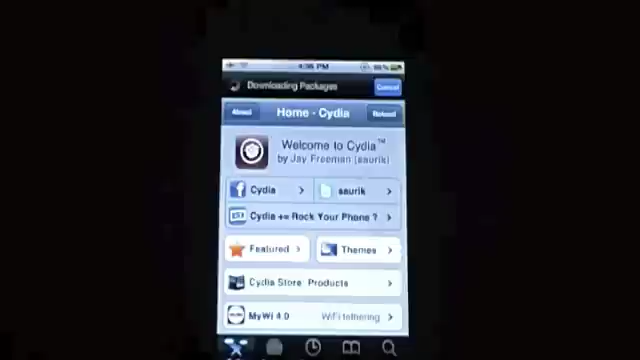 4:36 PM
Downloading Packages
Cancel
About
Home - Cydia
Reload
Welcome to Cydia™
by Jay Freeman (saurik)
Cydia
saurik
Cydia += Rock Your Phone ?
Featured
Themes
Cydia Store: Products
MyWi 4.0
WiFi tethering